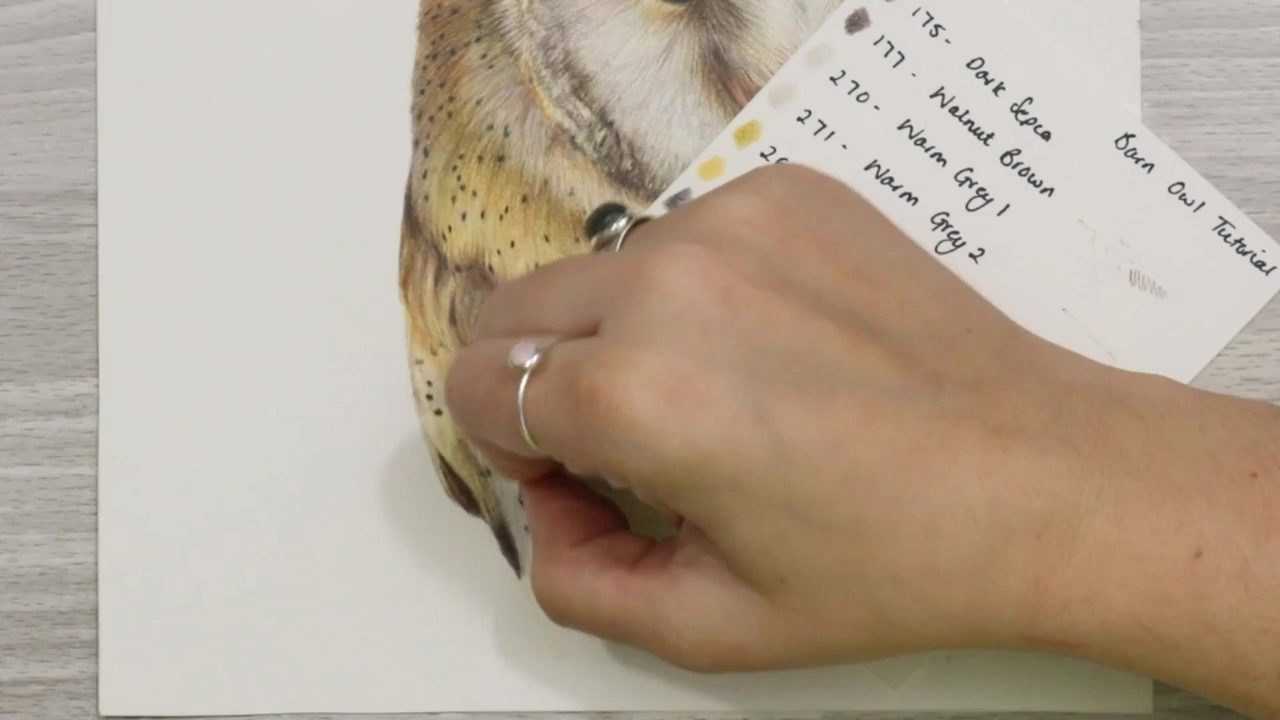 Barn Owl Tutorial
175 - Dark Sepia
177 - Walnut Brown
270 - Warm Grey 1
271 - Warm Grey 2